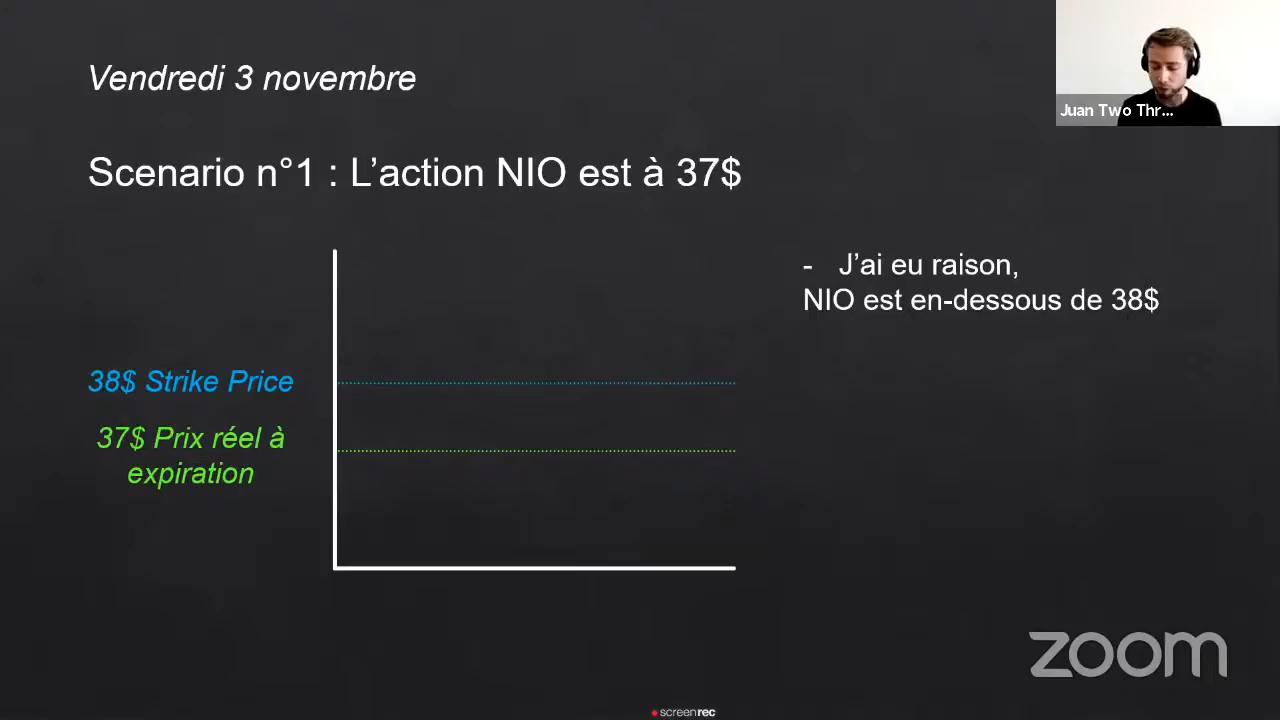 Vendredi 3 novembre
Juan Two Thr...
Scenario n°1 : L’action NIO est à 37$
- J’ai eu raison,
NIO est en-dessous de 38$
38$ Strike Price
37$ Prix réel à
expiration
zoom
screenrec